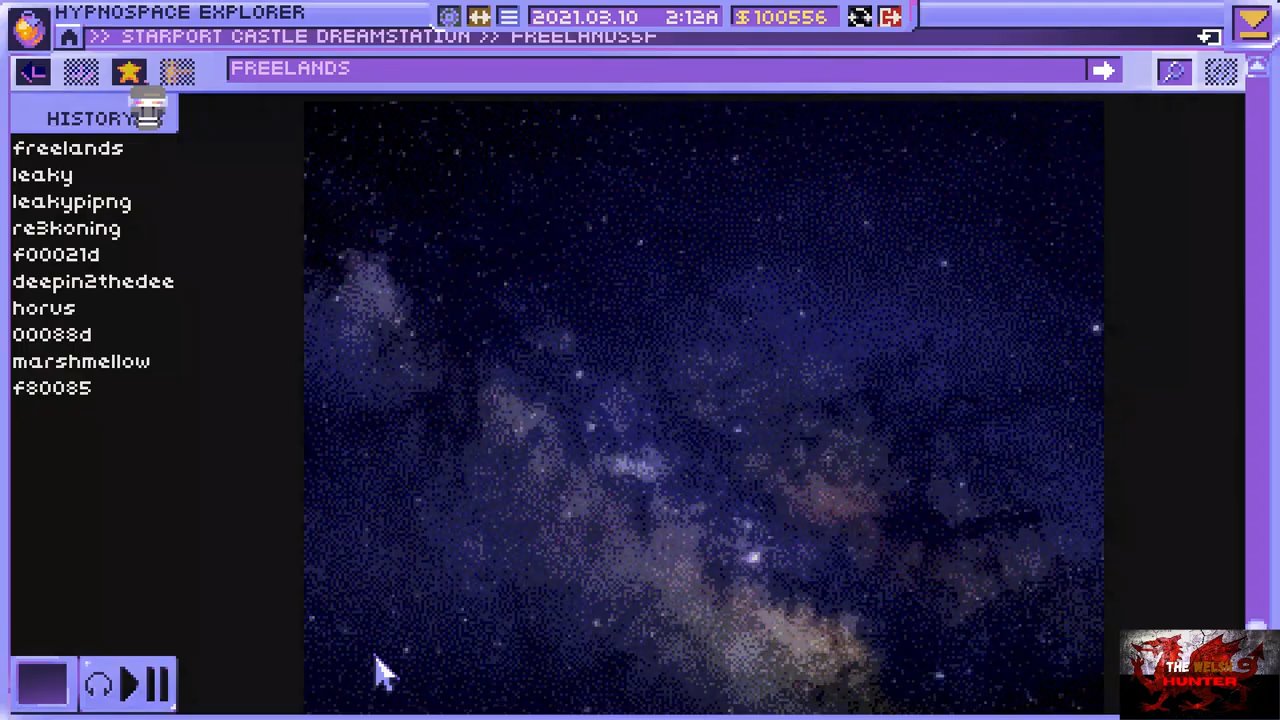 HYPNOSPACE EXPLORER
2021.03.10 2:12A
$100556
>> STARPORT CASTLE DREAMSTATION >> FREELANDSSF
FREELANDS
HISTORY
freelands
leaky
leakypipng
re3koning
f00021d
deepin2thedee
horus
00088d
marshmellow
f80085
THE WELSH
HUNTER